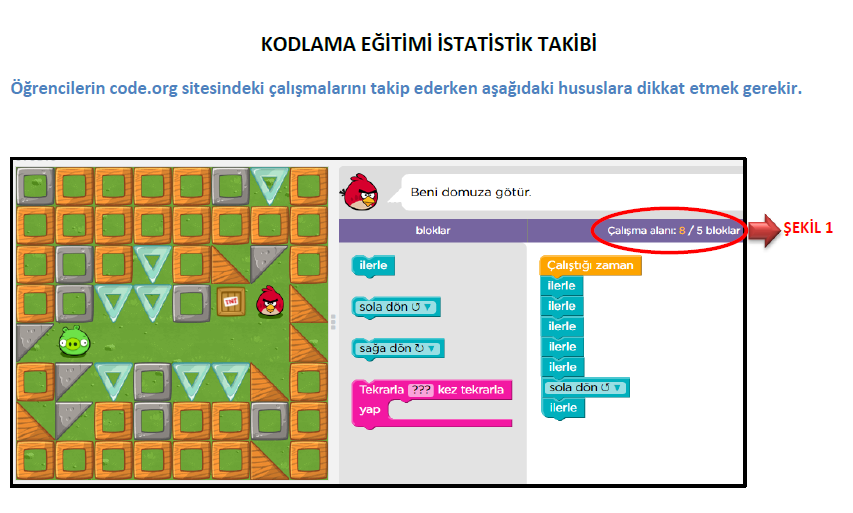 KODLAMA EĞİTİMİ İSTATİSTİK TAKİBİ
Öğrencilerin code.org sitesindeki çalışmalarını takip ederken aşağıdaki hususlara dikkat etmek gerekir.
Beni domuza götür.
bloklar
Çalışma alanı: 8 / 5 bloklar
ŞEKİL 1
ilerle
sola dön ↺ ▼
sağa dön ↻ ▼
Tekrarla ??? kez tekrarla
yap
Çalıştığı zaman
ilerle
ilerle
ilerle
ilerle
ilerle
sola dön ↺ ▼
ilerle
TNT